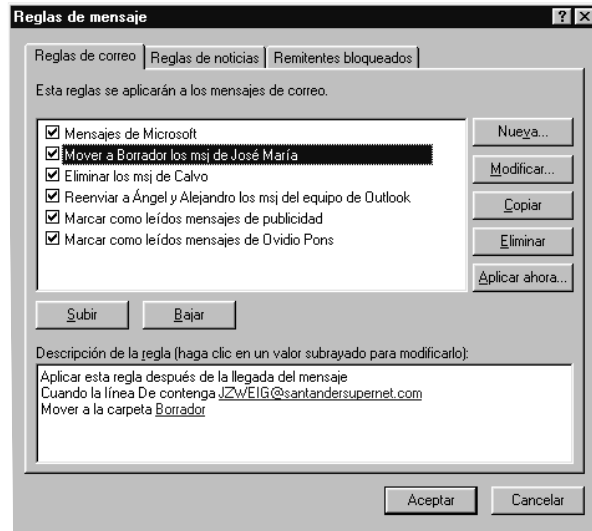 Reglas de mensaje
Reglas de correo Reglas de noticias Remitentes bloqueados
Esta reglas se aplicarán a los mensajes de correo.
Mensajes de Microsoft
Mover a Borrador los msj de José María
Eliminar los msj de Calvo
Reenviar a Ángel y Alejandro los msj del equipo de Outlook
Marcar como leídos mensajes de publicidad
Marcar como leídos mensajes de Ovidio Pons
Nueva...
Modificar...
Copiar
Eliminar
Aplicar ahora...
Subir Bajar
Descripción de la regla (haga clic en un valor subrayado para modificarlo):
Aplicar esta regla después de la llegada del mensaje
Cuando la línea De contenga JZWEIG@santandersupernet.com
Mover a la carpeta Borrador
Aceptar Cancelar